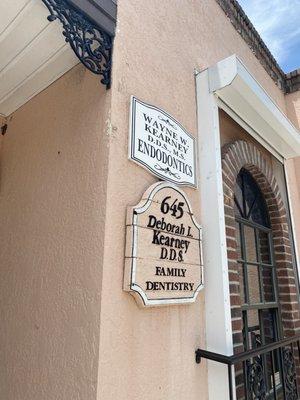 WAYNE W.
KEARNEY
D.D.S., M.S.
ENDODONTICS
645
Deborah L.
Kearney
D.D.S.
FAMILY
DENTISTRY